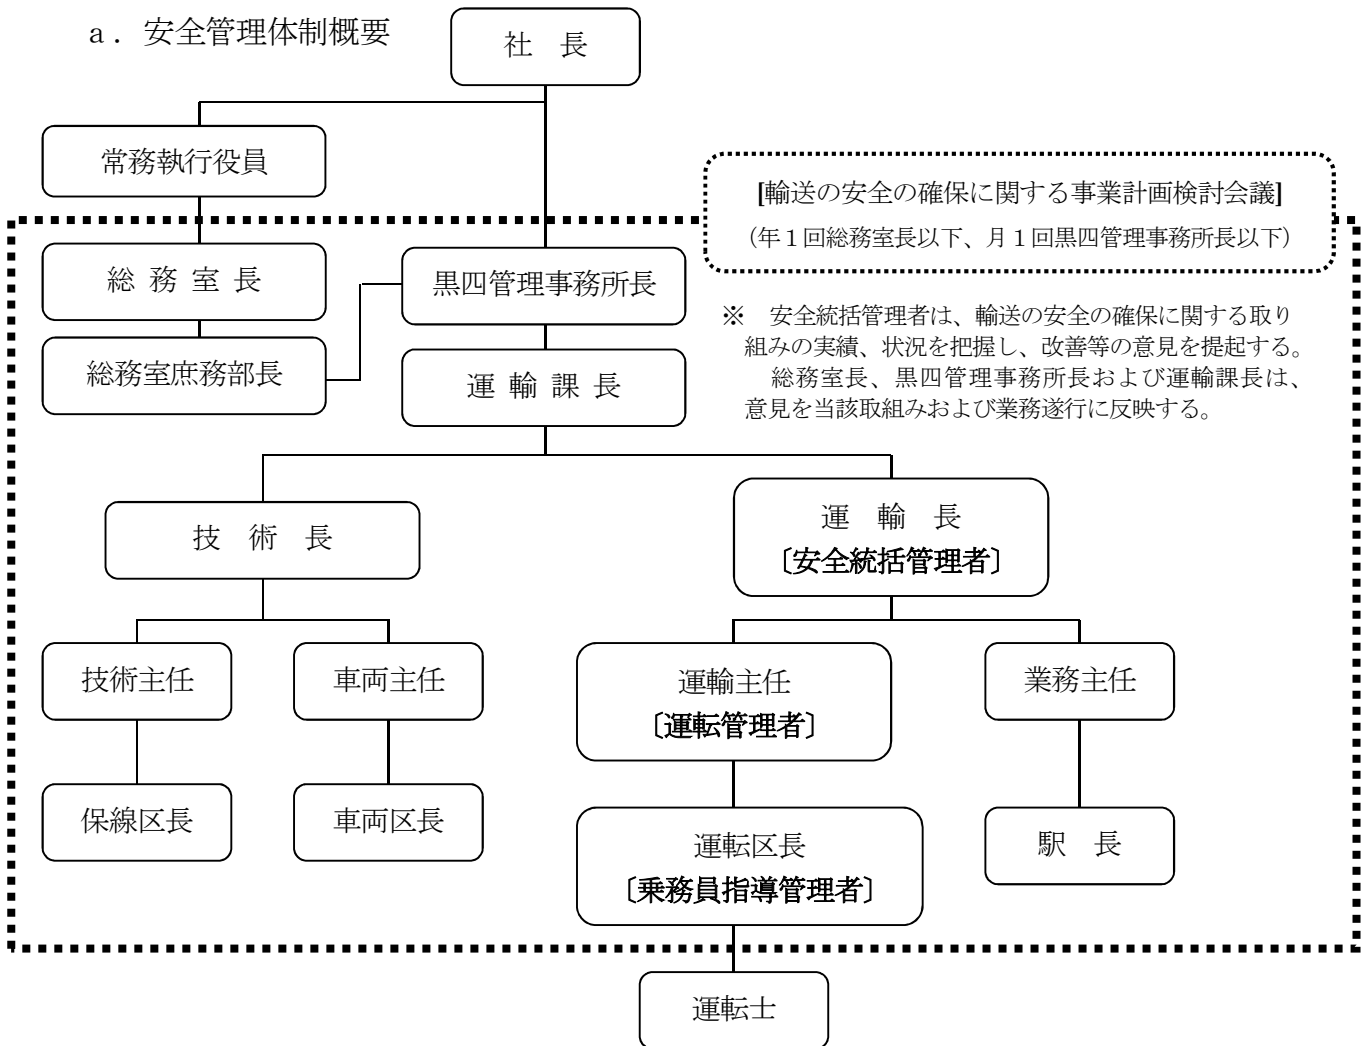 ａ．安全管理体制概要
社　長
常務執行役員
[輸送の安全の確保に関する事業計画検討会議]
（年１回総務室長以下、月１回黒四管理事務所長以下）
総 務 室 長
黒四管理事務所長
※　安全統括管理者は、輸送の安全の確保に関する取り
組みの実績、状況を把握し、改善等の意見を提起する。
総務室長、黒四管理事務所長および運輸課長は、
意見を当該取組みおよび業務遂行に反映する。
総務室庶務部長
運 輸 課 長
技　術　長
運　輸　長
〔安全統括管理者〕
技術主任
車両主任
運輸主任
〔運転管理者〕
業務主任
保線区長
車両区長
運転区長
〔乗務員指導管理者〕
駅　長
運転士